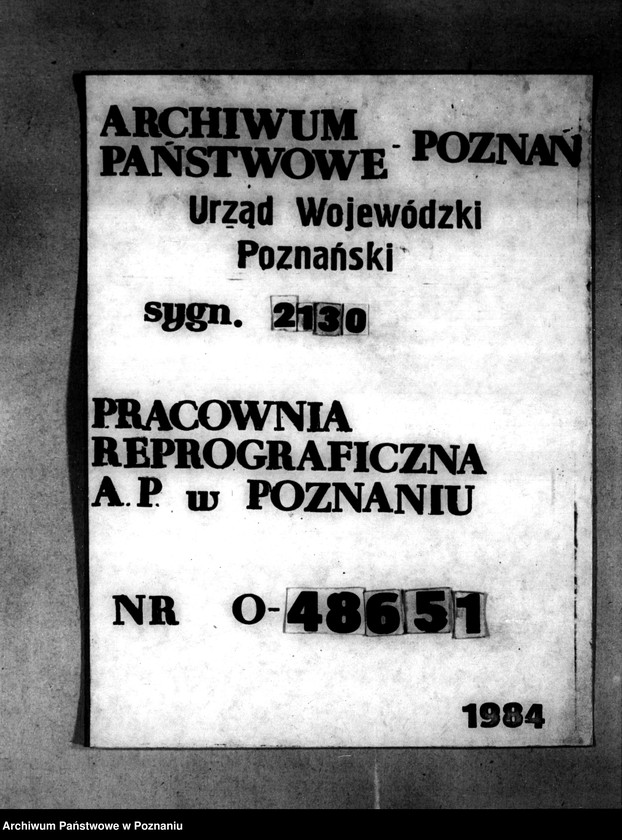 ARCHIWUM
PAŃSTWOWE - POZNAŃ
Urząd Wojewódzki
Poznański
sygn. 2130
PRACOWNIA
REPROGRAFICZNA
A.P. w POZNANIU
NR O-48651
1984
Archiwum Państwowe w Poznaniu